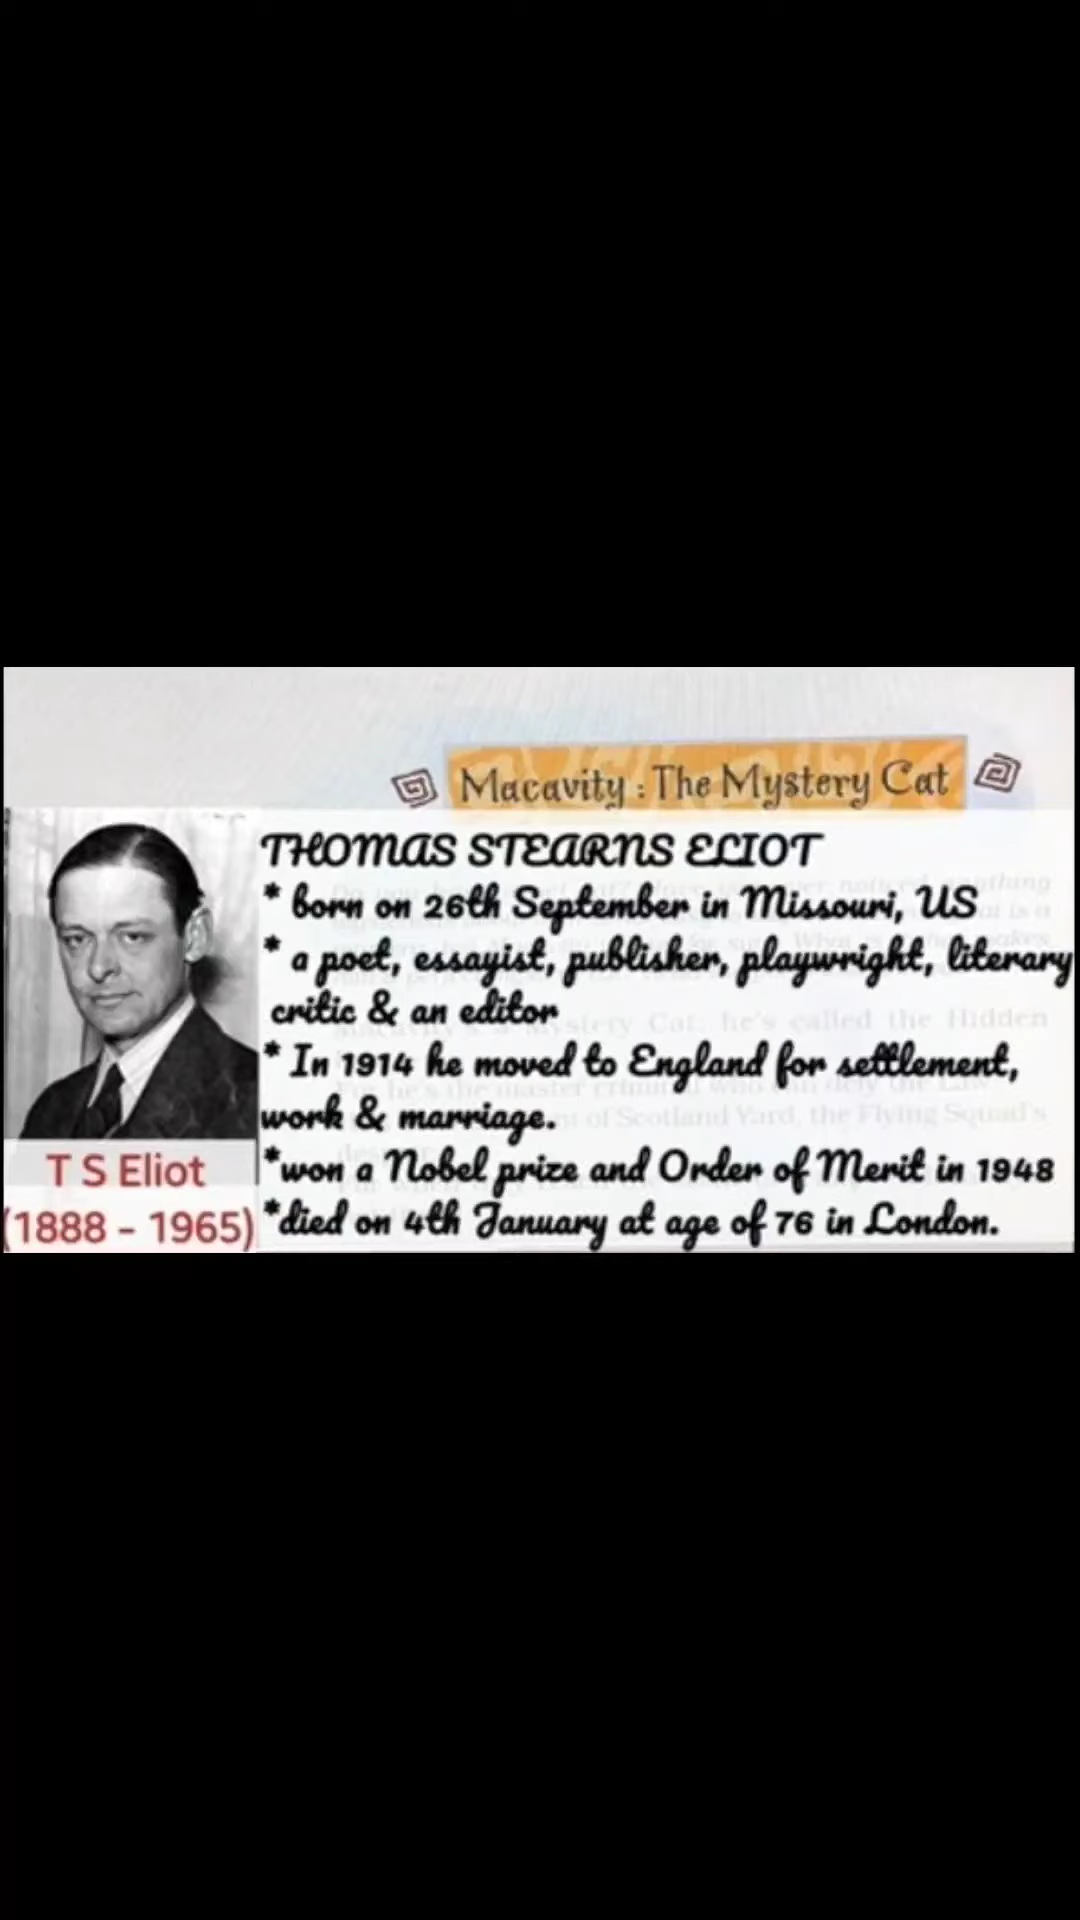 Macavity : The Mystery Cat
THOMAS STEARNS ELIOT
* born on 26th September in Missouri, US
* a poet, essayist, publisher, playwright, literary
critic & an editor
* In 1914 he moved to England for settlement,
work & marriage.
*won a Nobel prize and Order of Merit in 1948
*died on 4th January at age of 76 in London.
T S Eliot
(1888 - 1965)